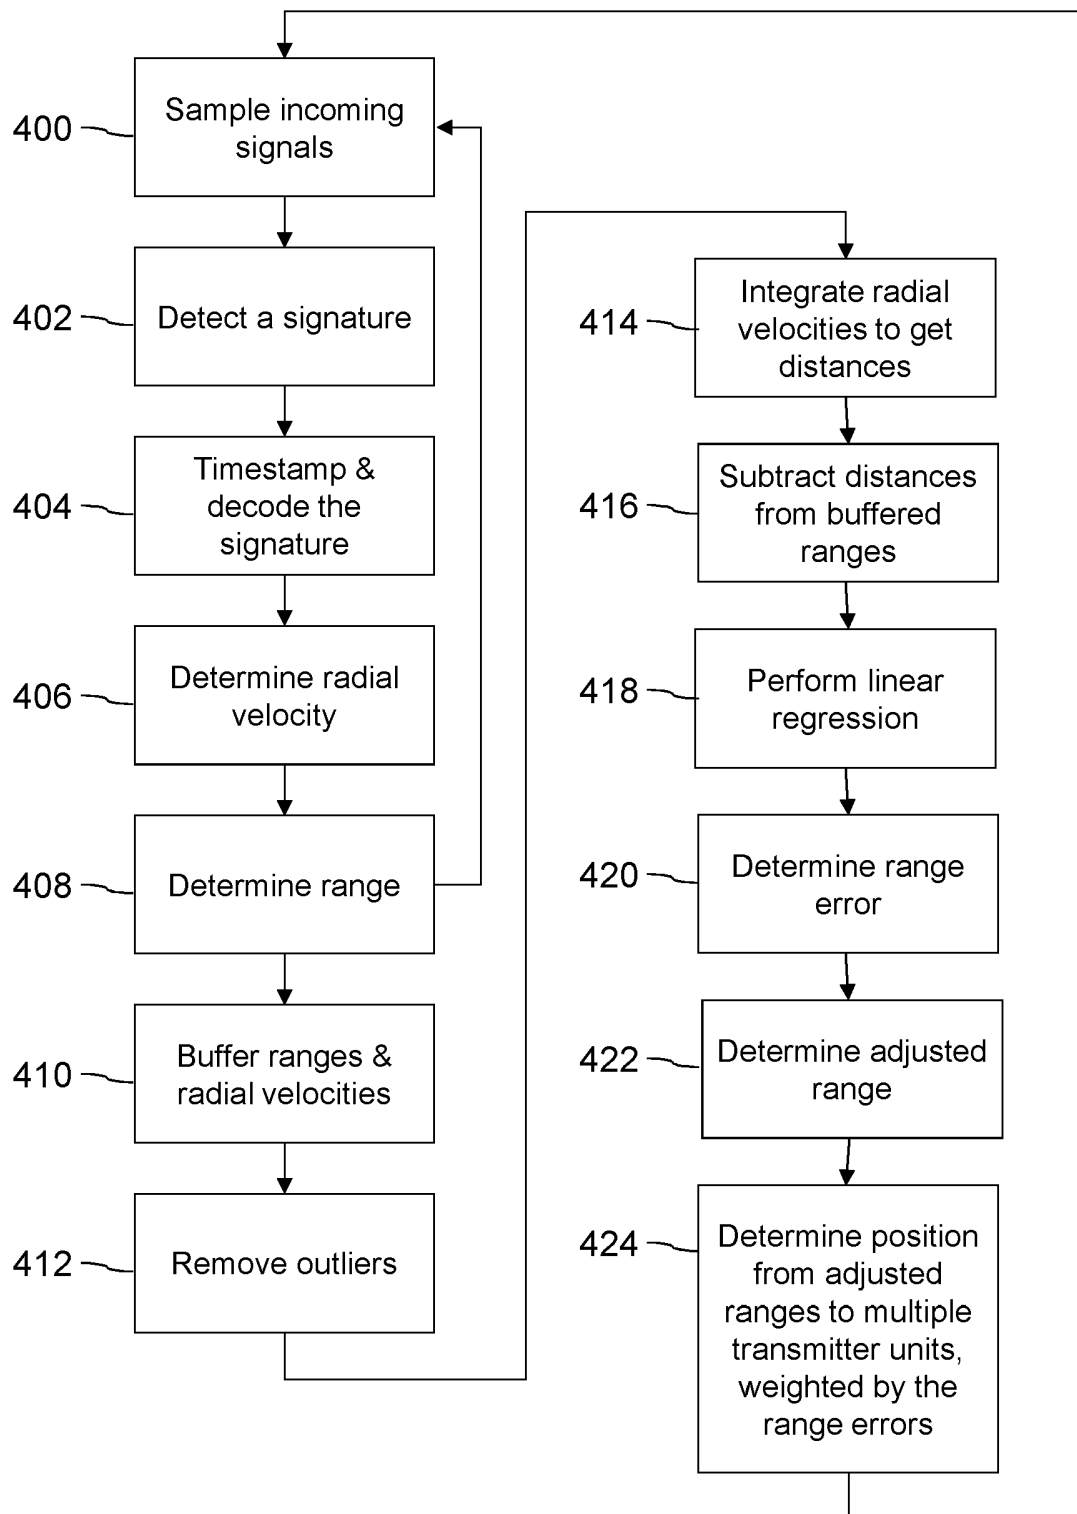 400
Sample incoming
signals
402
Detect a signature
404
Timestamp &
decode the
signature
406
Determine radial
velocity
408
Determine range
410
Buffer ranges &
radial velocities
412
Remove outliers
414
Integrate radial
velocities to get
distances
416
Subtract distances
from buffered
ranges
418
Perform linear
regression
420
Determine range
error
422
Determine adjusted
range
424
Determine position
from adjusted
ranges to multiple
transmitter units,
weighted by the
range errors